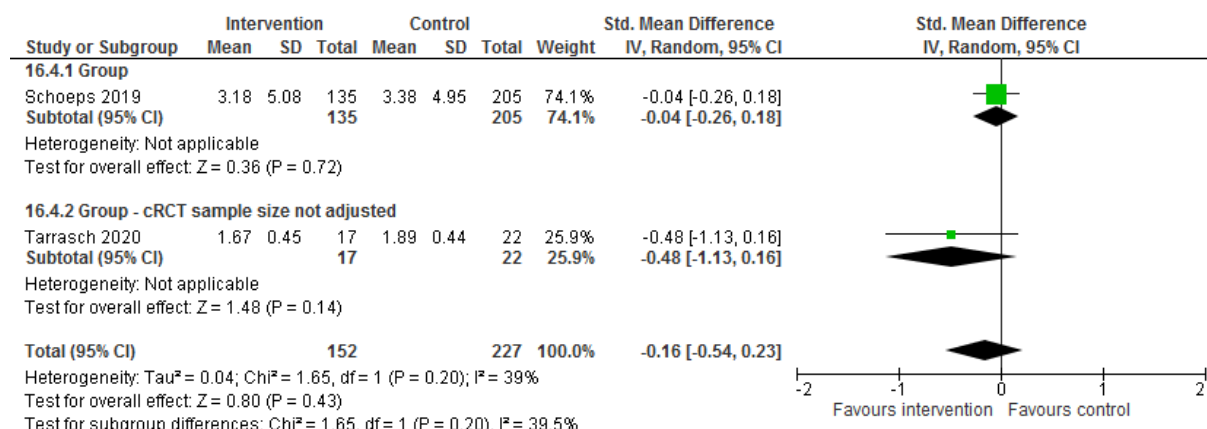 Intervention Control Std. Mean Difference Std. Mean Difference
Study or Subgroup Mean SD Total Mean SD Total Weight IV, Random, 95% CI IV, Random, 95% CI
16.4.1 Group
Schoeps 2019 3.18 5.08 135 3.38 4.95 205 74.1% -0.04 [-0.26, 0.18]
Subtotal (95% CI) 135 205 74.1% -0.04 [-0.26, 0.18]
Heterogeneity: Not applicable
Test for overall effect: Z = 0.36 (P = 0.72)
16.4.2 Group - cRCT sample size not adjusted
Tarrasch 2020 1.67 0.45 17 1.89 0.44 22 25.9% -0.48 [-1.13, 0.16]
Subtotal (95% CI) 17 22 25.9% -0.48 [-1.13, 0.16]
Heterogeneity: Not applicable
Test for overall effect: Z = 1.48 (P = 0.14)
Total (95% CI) 152 227 100.0% -0.16 [-0.54, 0.23]
Heterogeneity: Tau² = 0.04; Chi² = 1.65, df = 1 (P = 0.20); I² = 39%
Test for overall effect: Z = 0.80 (P = 0.43)
Test for subgroup differences: Chi² = 1.65, df = 1 (P = 0.20), I² = 39.5%
-2 -1 0 1 2
Favours intervention Favours control